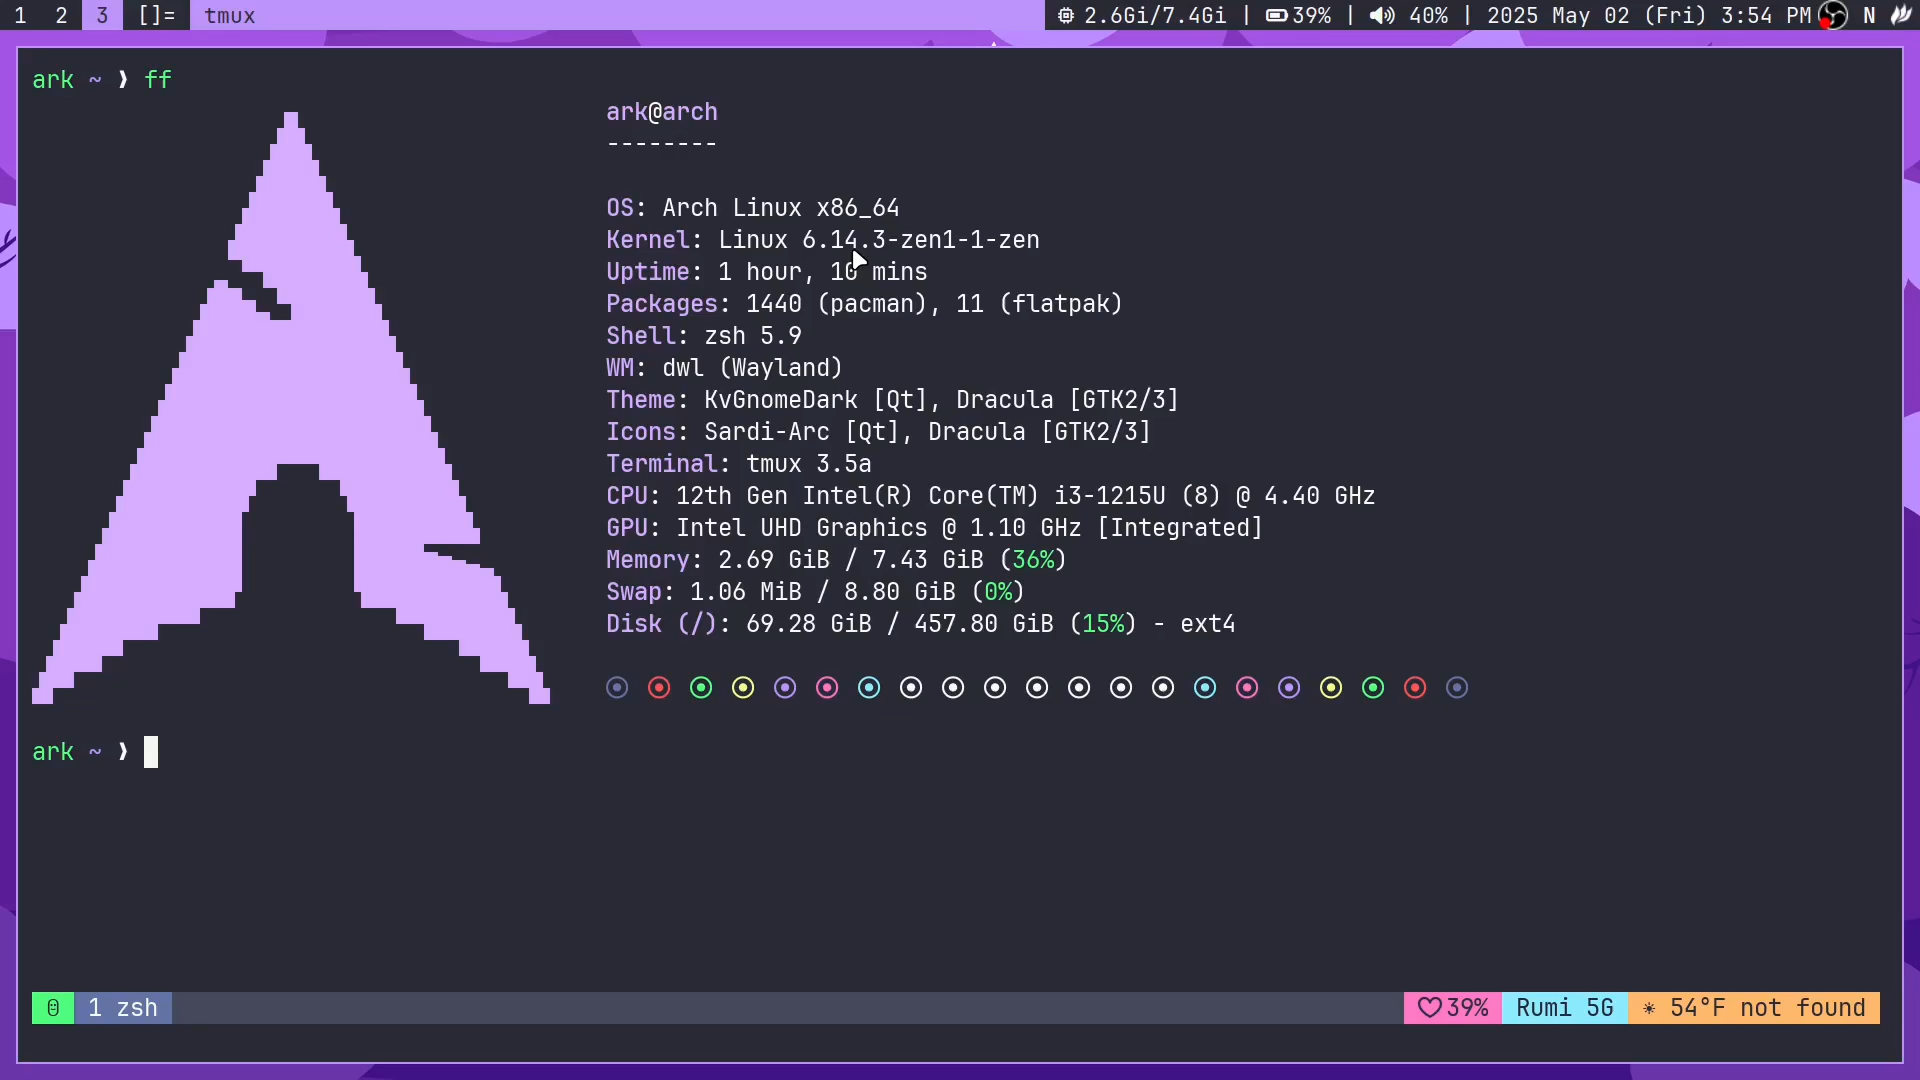 1 2 3 []= tmux 2.6Gi/7.4Gi | 39% | 40% | 2025 May 02 (Fri) 3:54 PM N
ark ~ ❯ ff
ark@arch
--------
OS: Arch Linux x86_64
Kernel: Linux 6.14.3-zen1-1-zen
Uptime: 1 hour, 10 mins
Packages: 1440 (pacman), 11 (flatpak)
Shell: zsh 5.9
WM: dwl (Wayland)
Theme: KvGnomeDark [Qt], Dracula [GTK2/3]
Icons: Sardi-Arc [Qt], Dracula [GTK2/3]
Terminal: tmux 3.5a
CPU: 12th Gen Intel(R) Core(TM) i3-1215U (8) @ 4.40 GHz
GPU: Intel UHD Graphics @ 1.10 GHz [Integrated]
Memory: 2.69 GiB / 7.43 GiB (36%)
Swap: 1.06 MiB / 8.80 GiB (0%)
Disk (/): 69.28 GiB / 457.80 GiB (15%) - ext4
ark ~ ❯
1 zsh ♡39% Rumi 5G ☀ 54°F not found